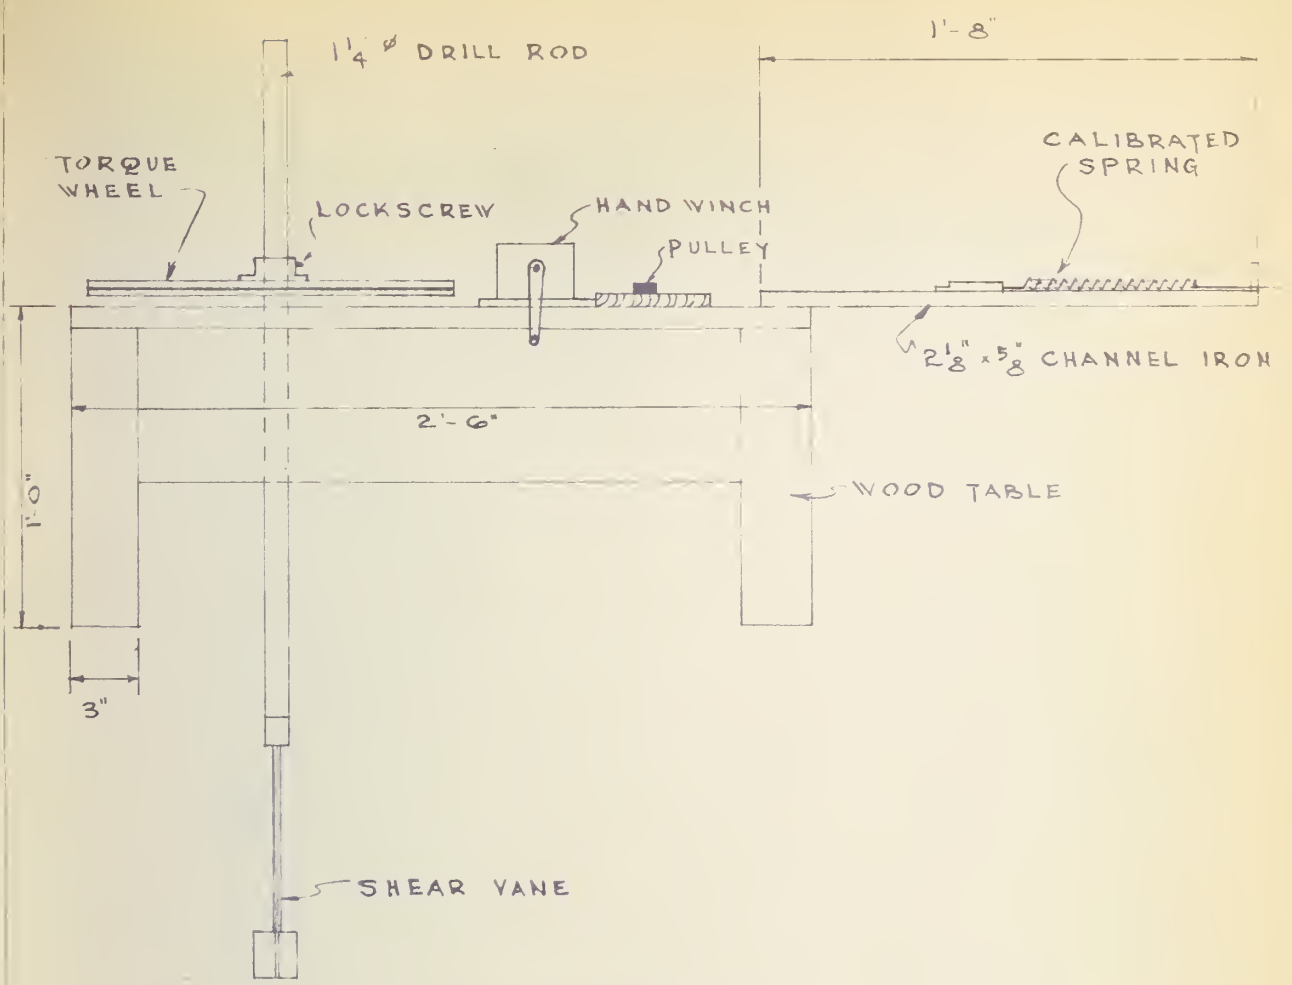 1'-8"
1¼ ø DRILL ROD
CALIBRATED
SPRING
TORQUE
WHEEL
LOCKSCREW
HAND WINCH
PULLEY
2⅛" x ⅝" CHANNEL IRON
2'-6"
1'-0"
WOOD TABLE
3"
SHEAR VANE